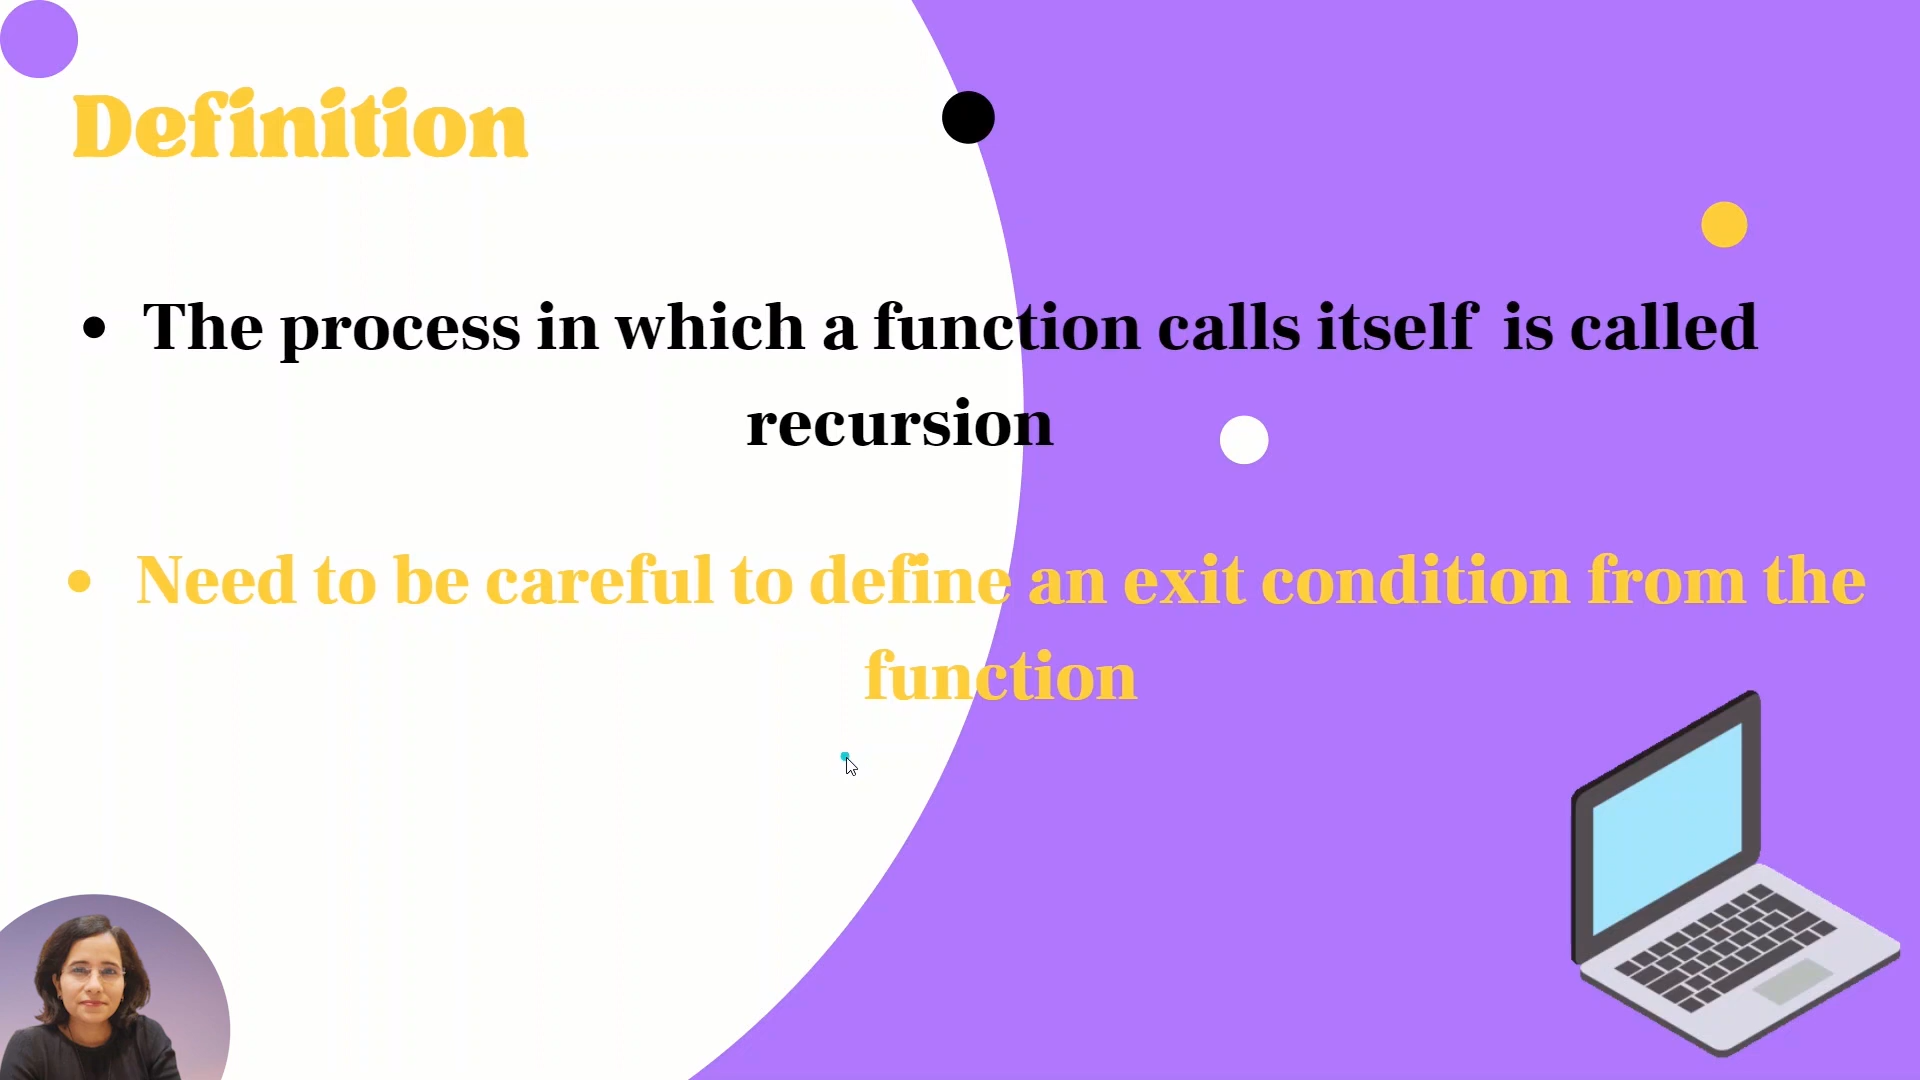 Definition
• The process in which a function calls itself is called
recursion
• Need to be careful to define an exit condition from the
function